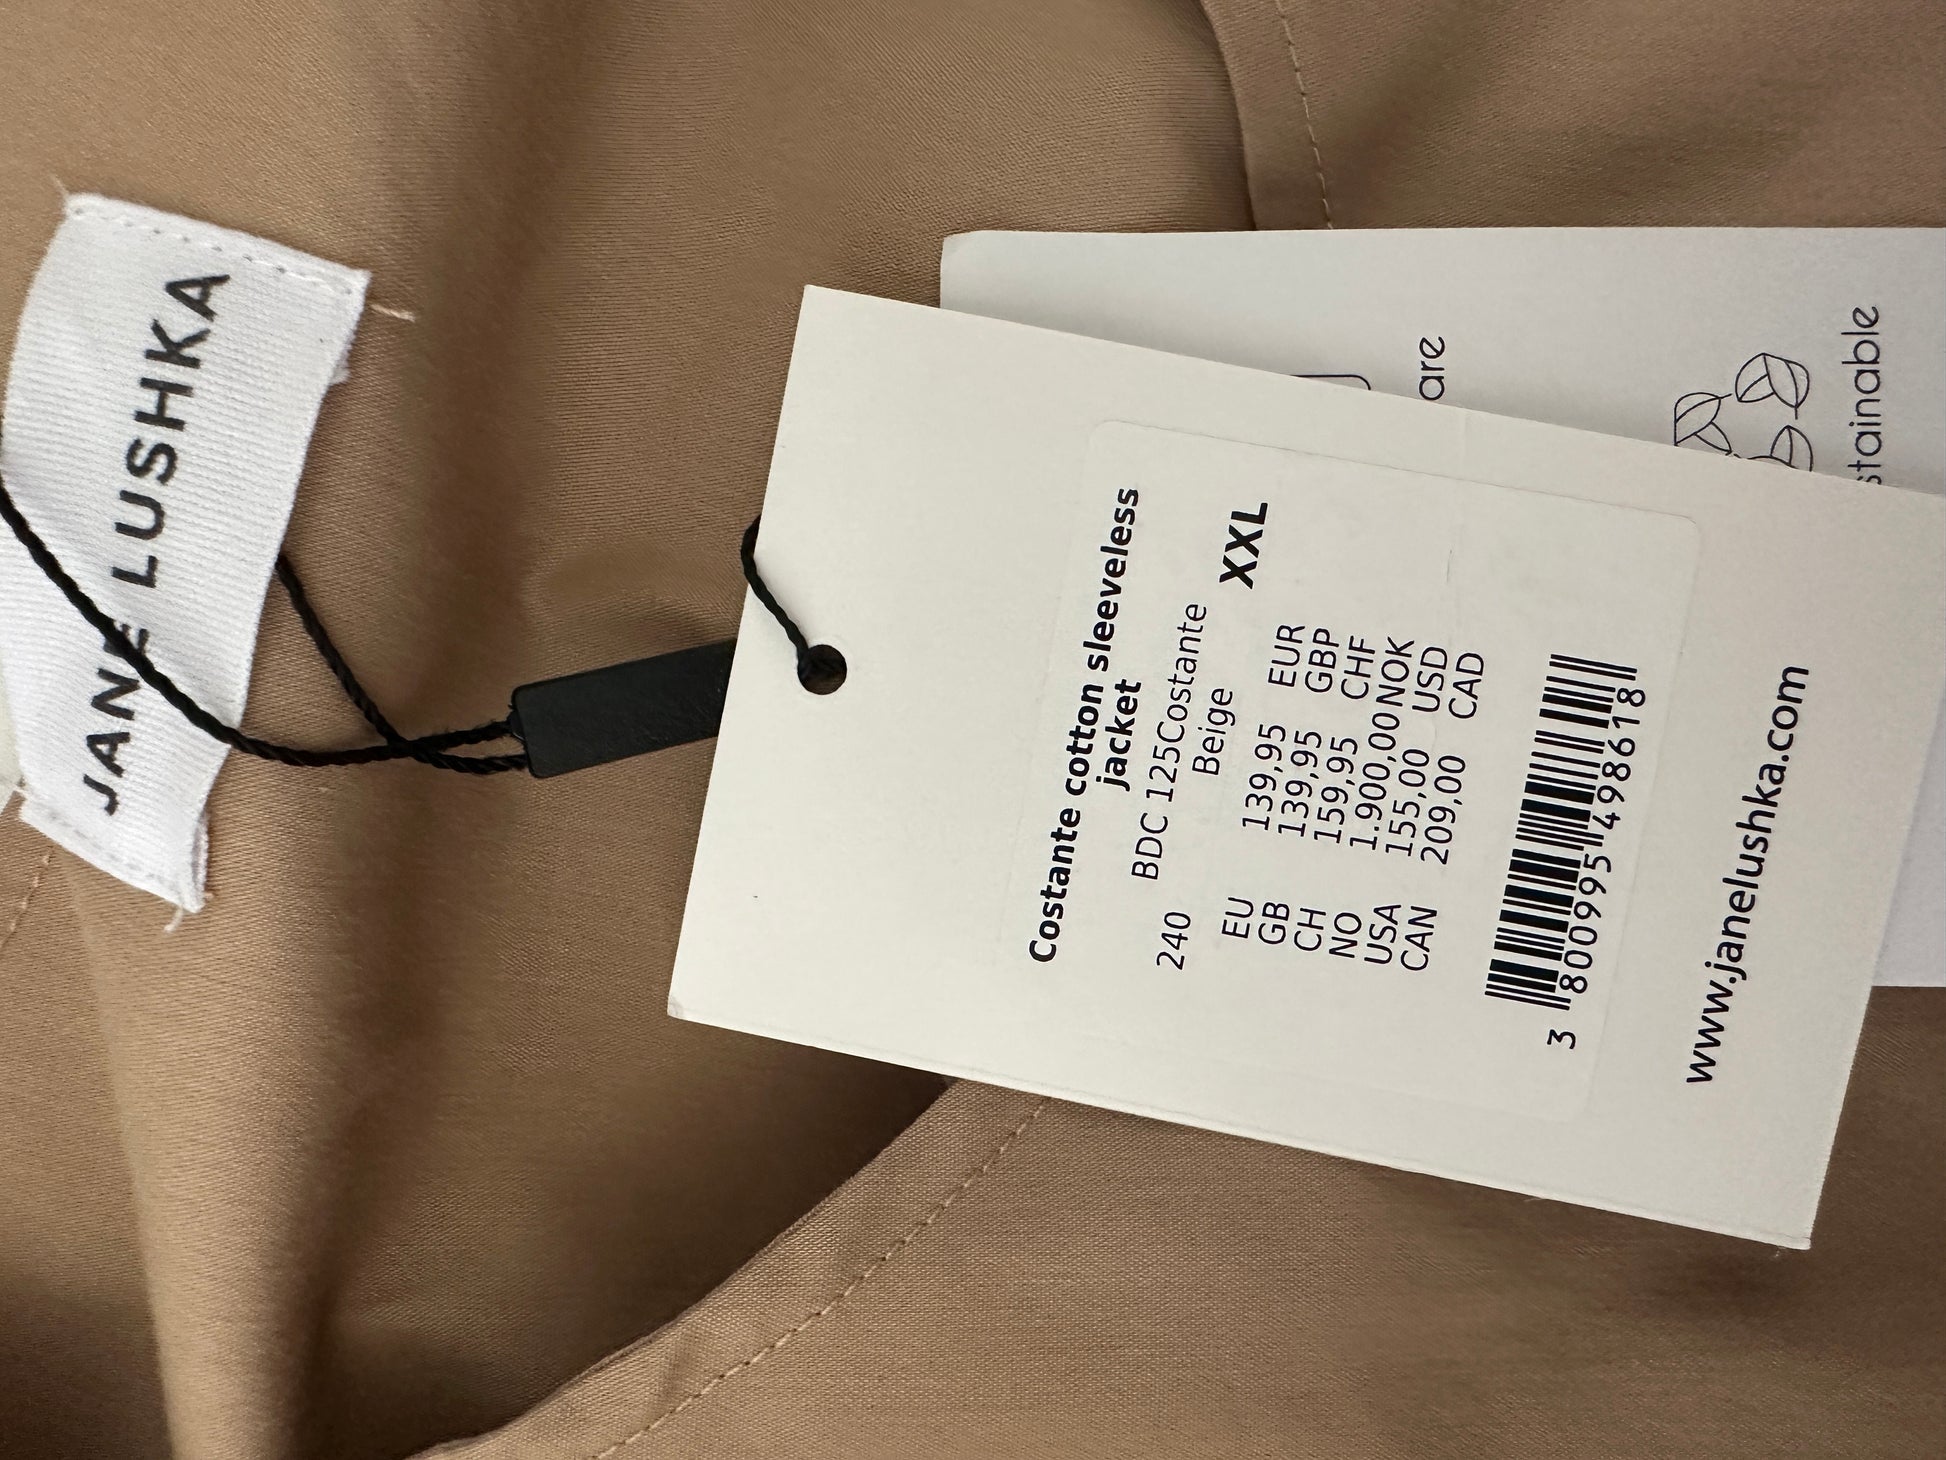 JANE LUSHKA
Costante cotton sleeveless
jacket
BDC 125Costante
240 Beige XXL
EU 139,95 EUR
GB 139,95 GBP
CH 159,95 CHF
NO 1.900,00NOK
USA 155,00 USD
CAN 209,00 CAD
3 800995 498618
www.janelushka.com
are
stainable